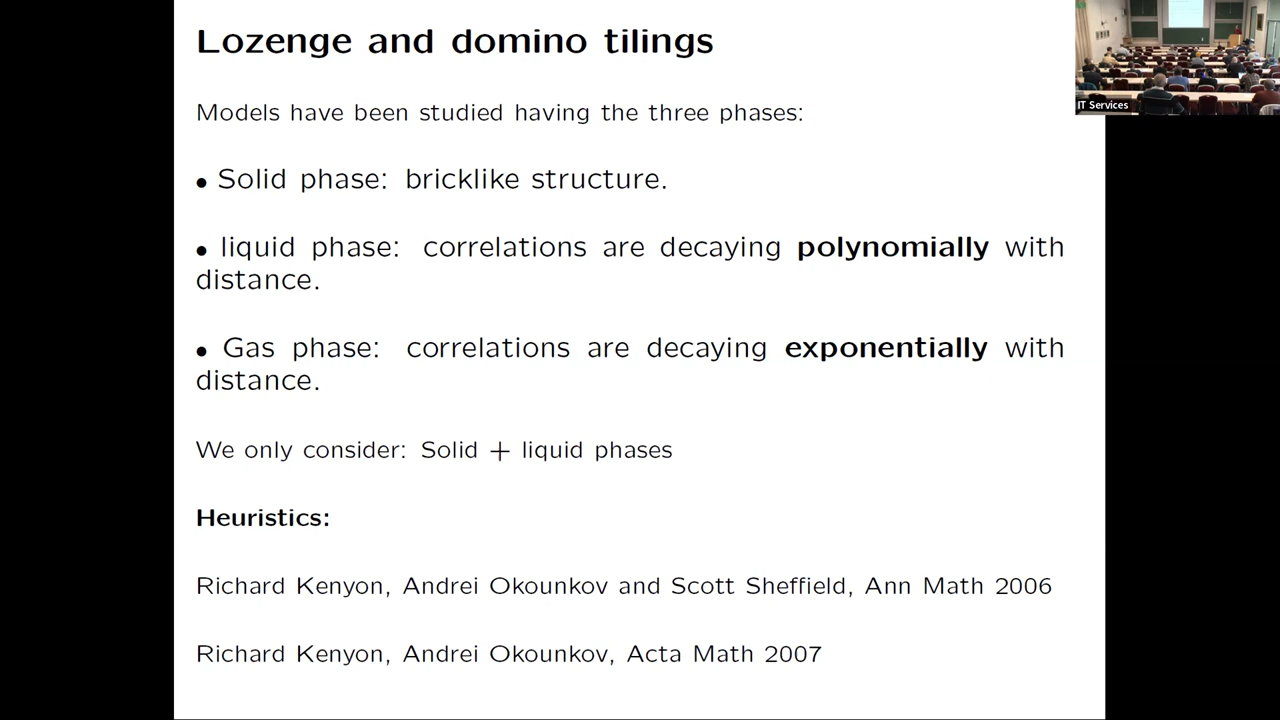 Lozenge and domino tilings
Models have been studied having the three phases:
• Solid phase: bricklike structure.
• liquid phase: correlations are decaying polynomially with
distance.
• Gas phase: correlations are decaying exponentially with
distance.
We only consider: Solid + liquid phases
Heuristics:
Richard Kenyon, Andrei Okounkov and Scott Sheffield, Ann Math 2006
Richard Kenyon, Andrei Okounkov, Acta Math 2007
IT Services